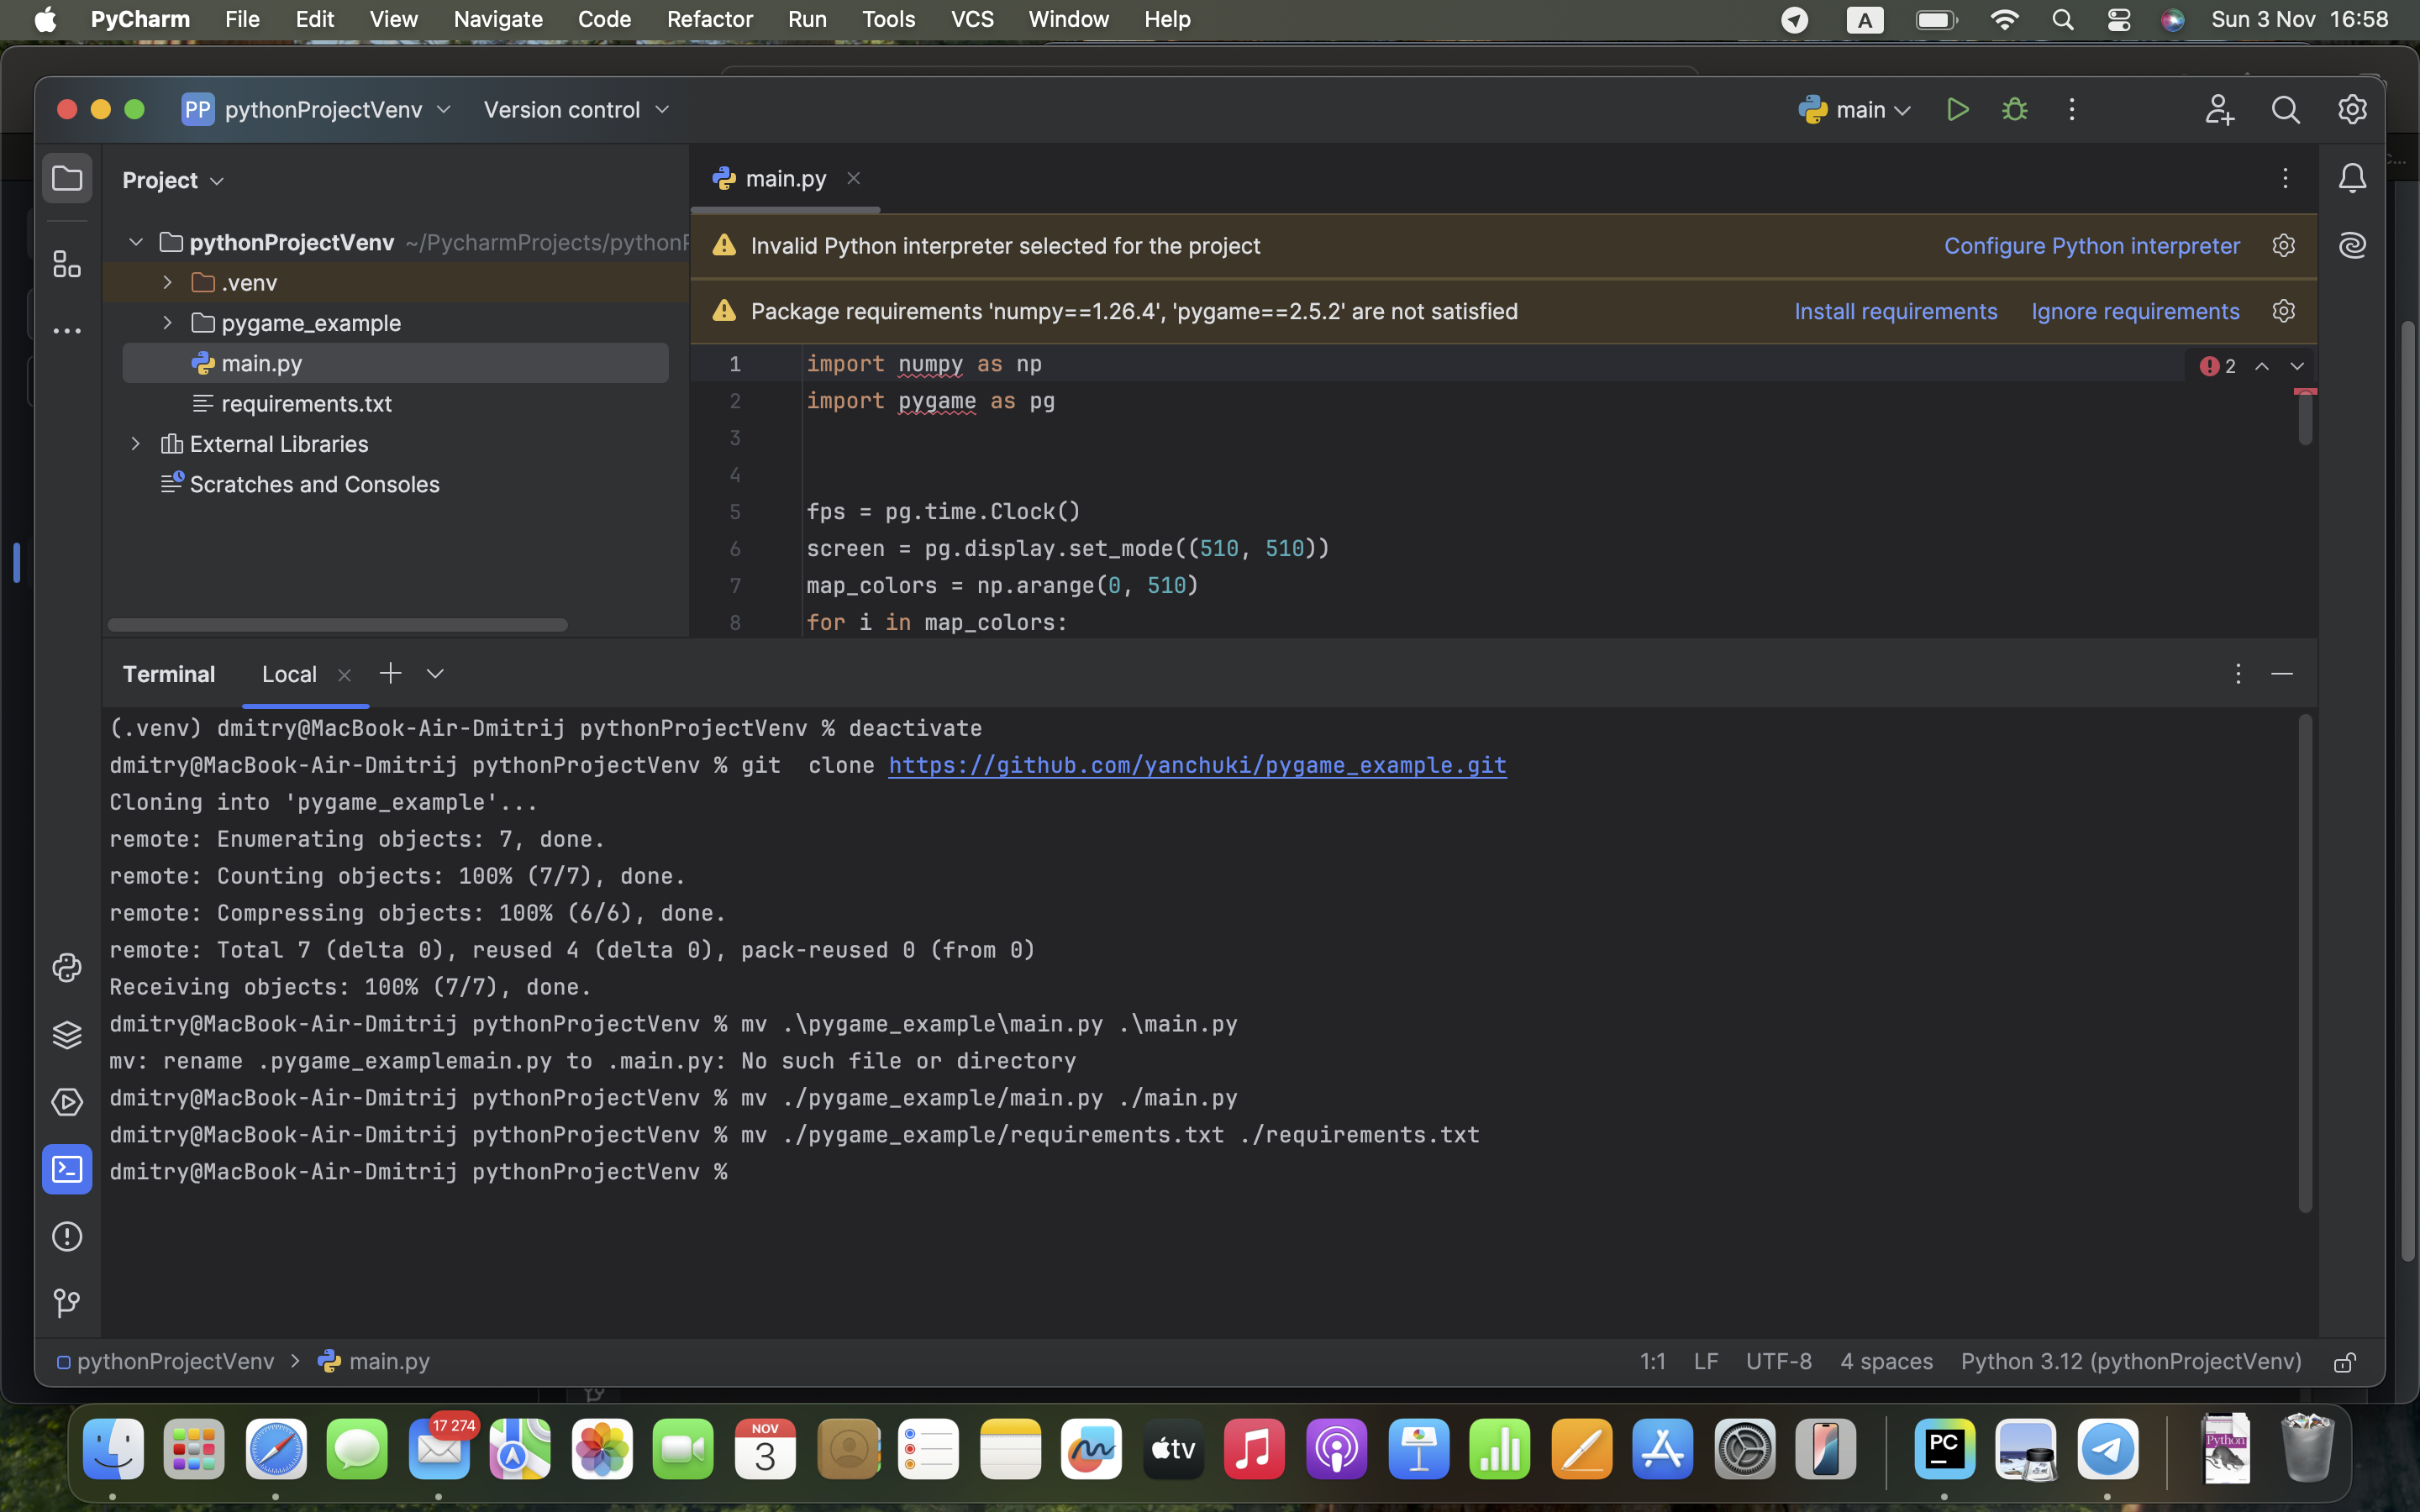 PyCharm File Edit View Navigate Code Refactor Run Tools VCS Window Help A Sun 3 Nov 16:58
PP pythonProjectVenv Version control main
Project
main.py
pythonProjectVenv ~/PycharmProjects/pythonP
.venv
pygame_example
main.py
requirements.txt
External Libraries
Scratches and Consoles
Invalid Python interpreter selected for the project Configure Python interpreter
Package requirements 'numpy==1.26.4', 'pygame==2.5.2' are not satisfied Install requirements Ignore requirements
1 import numpy as np 2
2 import pygame as pg
3
4
5 fps = pg.time.Clock()
6 screen = pg.display.set_mode((510, 510))
7 map_colors = np.arange(0, 510)
8 for i in map_colors:
Terminal Local
(.venv) dmitry@MacBook-Air-Dmitrij pythonProjectVenv % deactivate
dmitry@MacBook-Air-Dmitrij pythonProjectVenv % git  clone https://github.com/yanchuki/pygame_example.git
Cloning into 'pygame_example'...
remote: Enumerating objects: 7, done.
remote: Counting objects: 100% (7/7), done.
remote: Compressing objects: 100% (6/6), done.
remote: Total 7 (delta 0), reused 4 (delta 0), pack-reused 0 (from 0)
Receiving objects: 100% (7/7), done.
dmitry@MacBook-Air-Dmitrij pythonProjectVenv % mv .\pygame_example\main.py .\main.py
mv: rename .pygame_examplemain.py to .main.py: No such file or directory
dmitry@MacBook-Air-Dmitrij pythonProjectVenv % mv ./pygame_example/main.py ./main.py
dmitry@MacBook-Air-Dmitrij pythonProjectVenv % mv ./pygame_example/requirements.txt ./requirements.txt
dmitry@MacBook-Air-Dmitrij pythonProjectVenv %
pythonProjectVenv main.py 1:1 LF UTF-8 4 spaces Python 3.12 (pythonProjectVenv)
17 274
NOV
3
tv
PC
Python